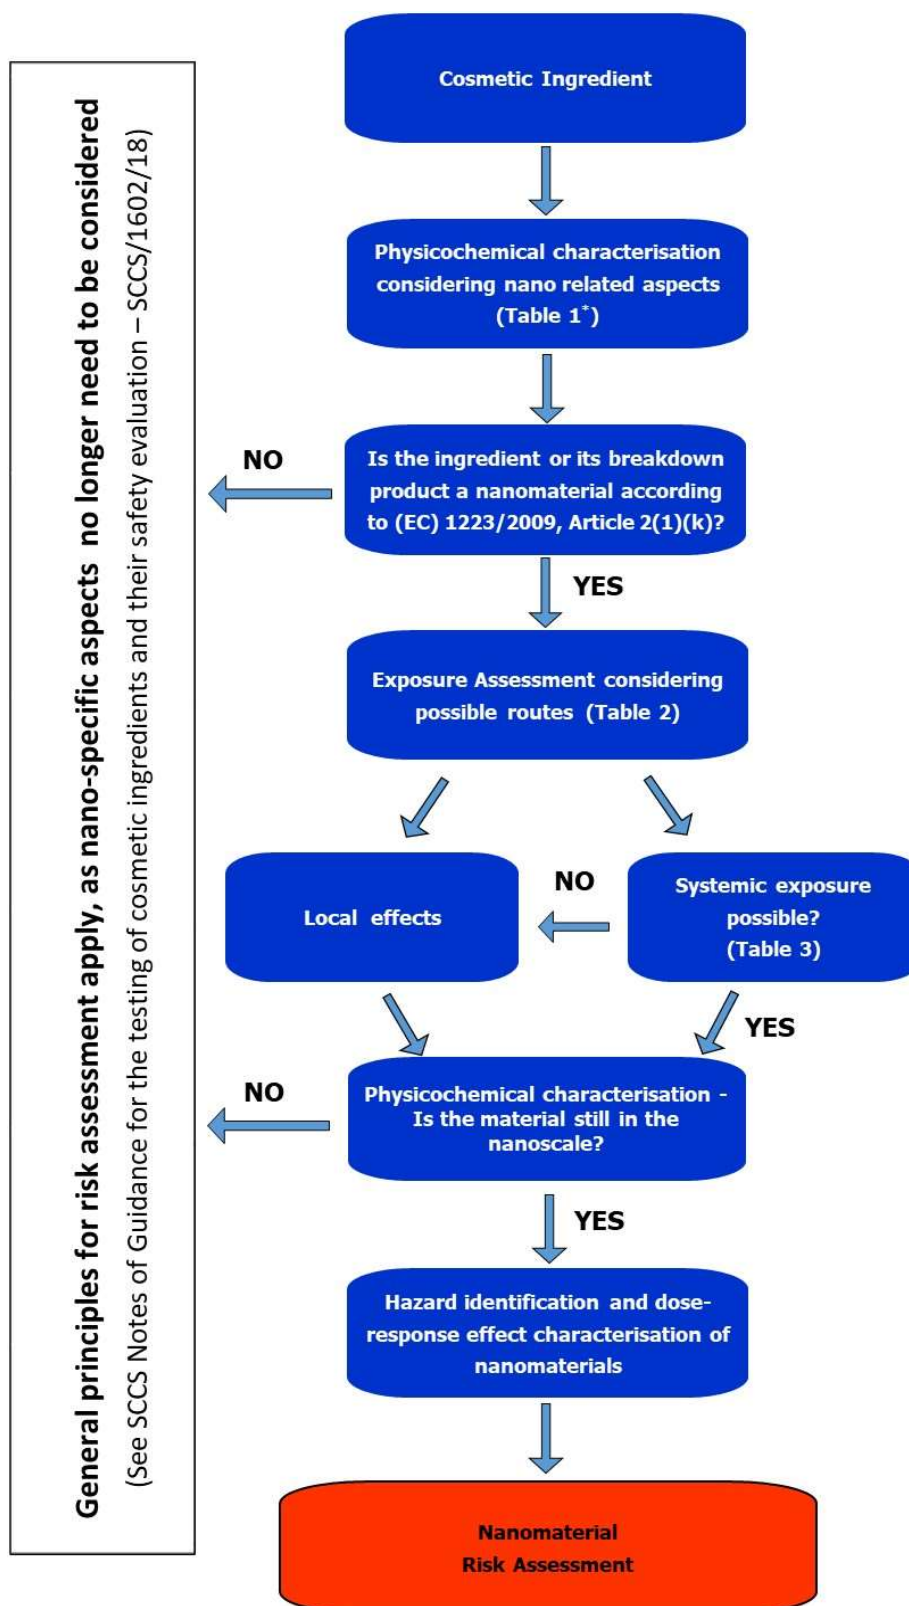 General principles for risk assessment apply, as nano-specific aspects no longer need to be considered
(See SCCS Notes of Guidance for the testing of cosmetic ingredients and their safety evaluation – SCCS/1602/18)
Cosmetic Ingredient
Physicochemical characterisation
considering nano related aspects
(Table 1*)
NO
Is the ingredient or its breakdown
product a nanomaterial according
to (EC) 1223/2009, Article 2(1)(k)?
YES
Exposure Assessment considering
possible routes (Table 2)
Local effects
NO
Systemic exposure
possible?
(Table 3)
YES
NO
Physicochemical characterisation -
Is the material still in the
nanoscale?
YES
Hazard identification and dose-
response effect characterisation of
nanomaterials
Nanomaterial
Risk Assessment